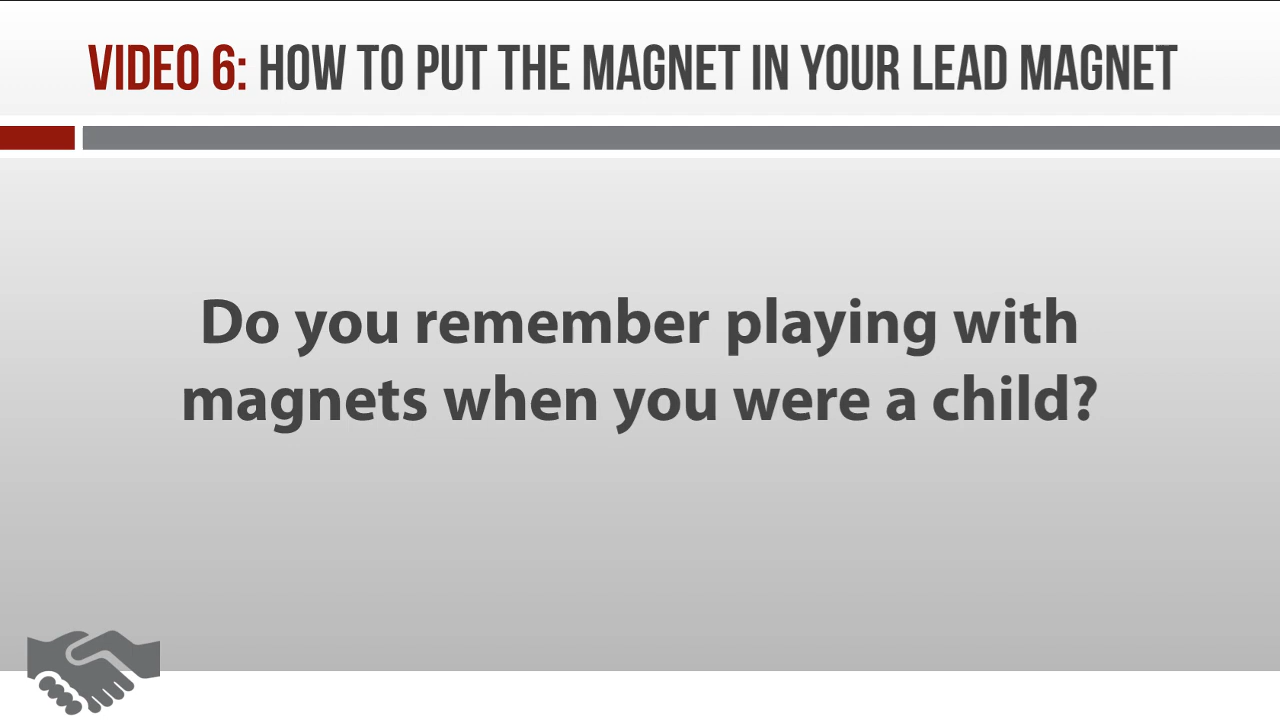 VIDEO 6: HOW TO PUT THE MAGNET IN YOUR LEAD MAGNET
Do you remember playing with
magnets when you were a child?